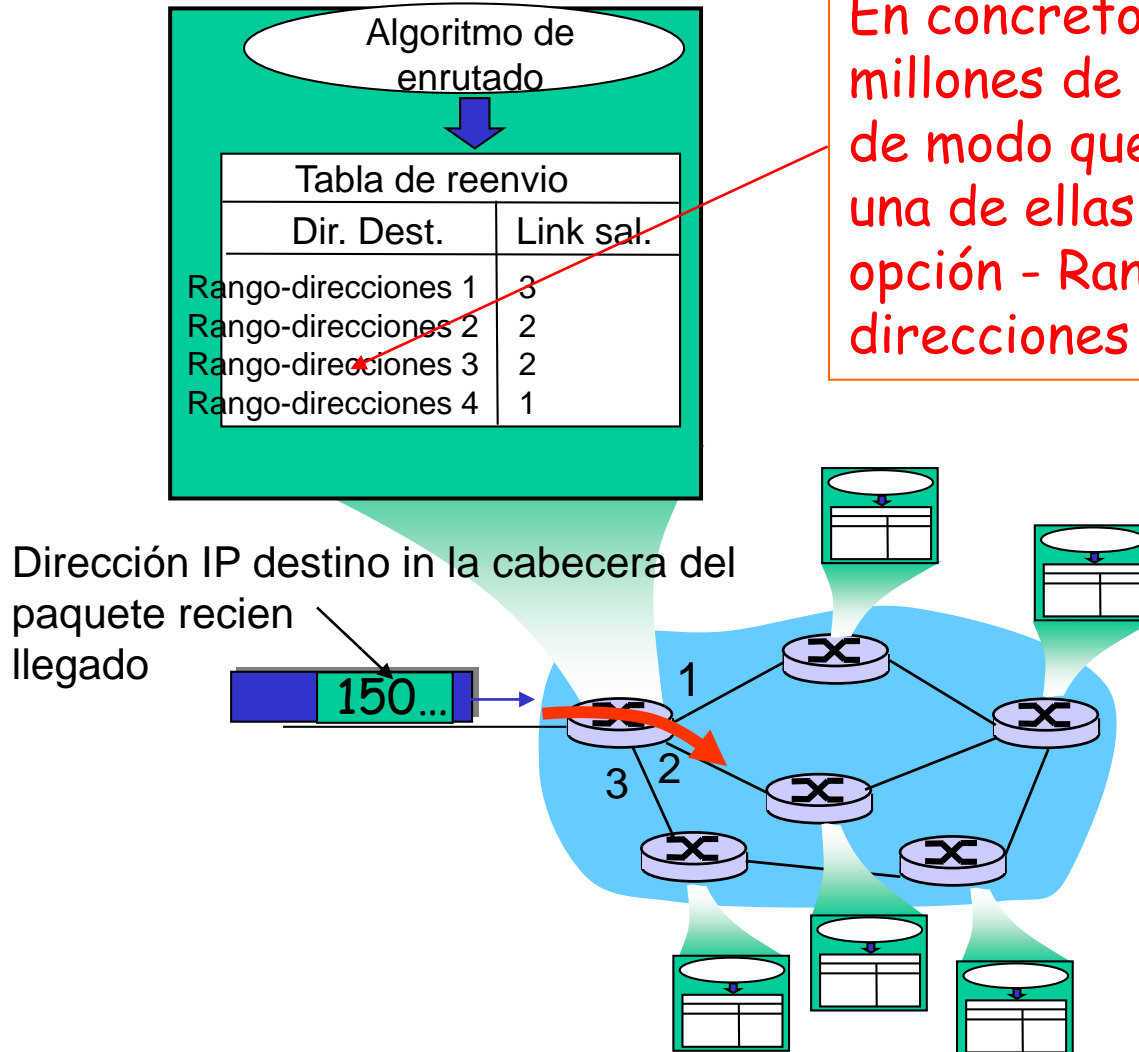 Algoritmo de
enrutado
Tabla de reenvio
Dir. Dest. Link sal.
Rango-direcciones 1 3
Rango-direcciones 2 2
Rango-direcciones 3 2
Rango-direcciones 4 1
En concreto
millones de
de modo que
una de ellas
opción - Ran
direcciones
Dirección IP destino in la cabecera del
paquete recien
llegado
150...
1
2
3